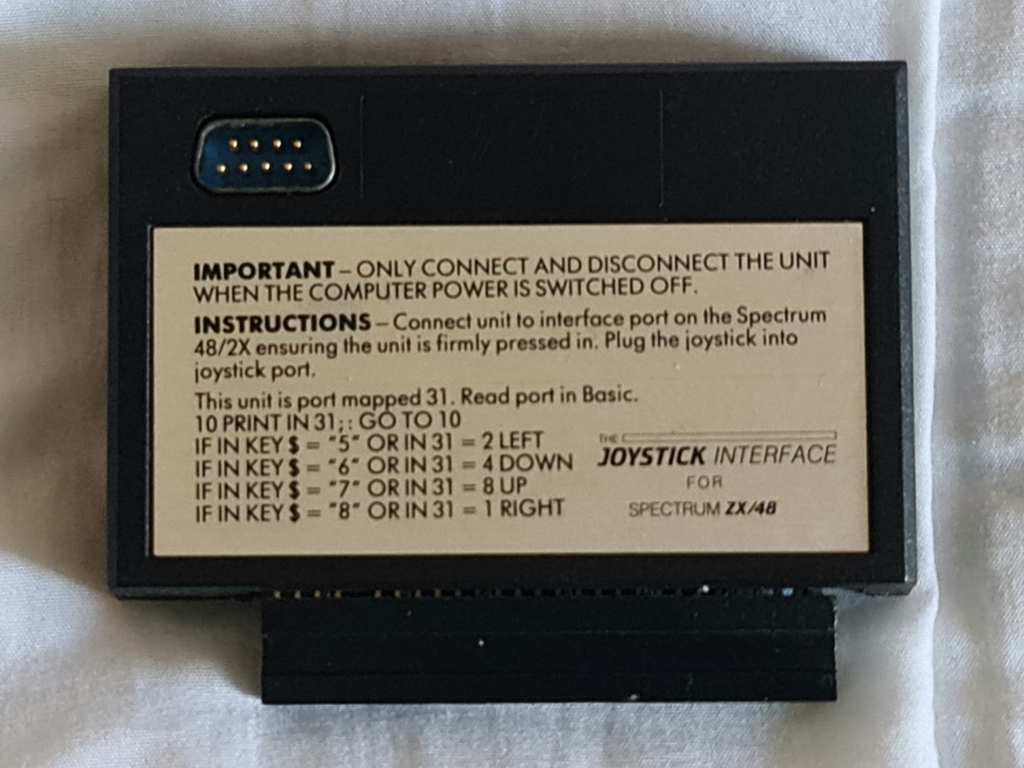 IMPORTANT – ONLY CONNECT AND DISCONNECT THE UNIT
WHEN THE COMPUTER POWER IS SWITCHED OFF.
INSTRUCTIONS – Connect unit to interface port on the Spectrum
48/2X ensuring the unit is firmly pressed in. Plug the joystick into
joystick port.
This unit is port mapped 31. Read port in Basic.
10 PRINT IN 31;: GO TO 10
IF IN KEY $ = "5" OR IN 31 = 2 LEFT
IF IN KEY $ = "6" OR IN 31 = 4 DOWN
IF IN KEY $ = "7" OR IN 31 = 8 UP
IF IN KEY $ = "8" OR IN 31 = 1 RIGHT
THE
JOYSTICK INTERFACE
FOR
SPECTRUM ZX/48